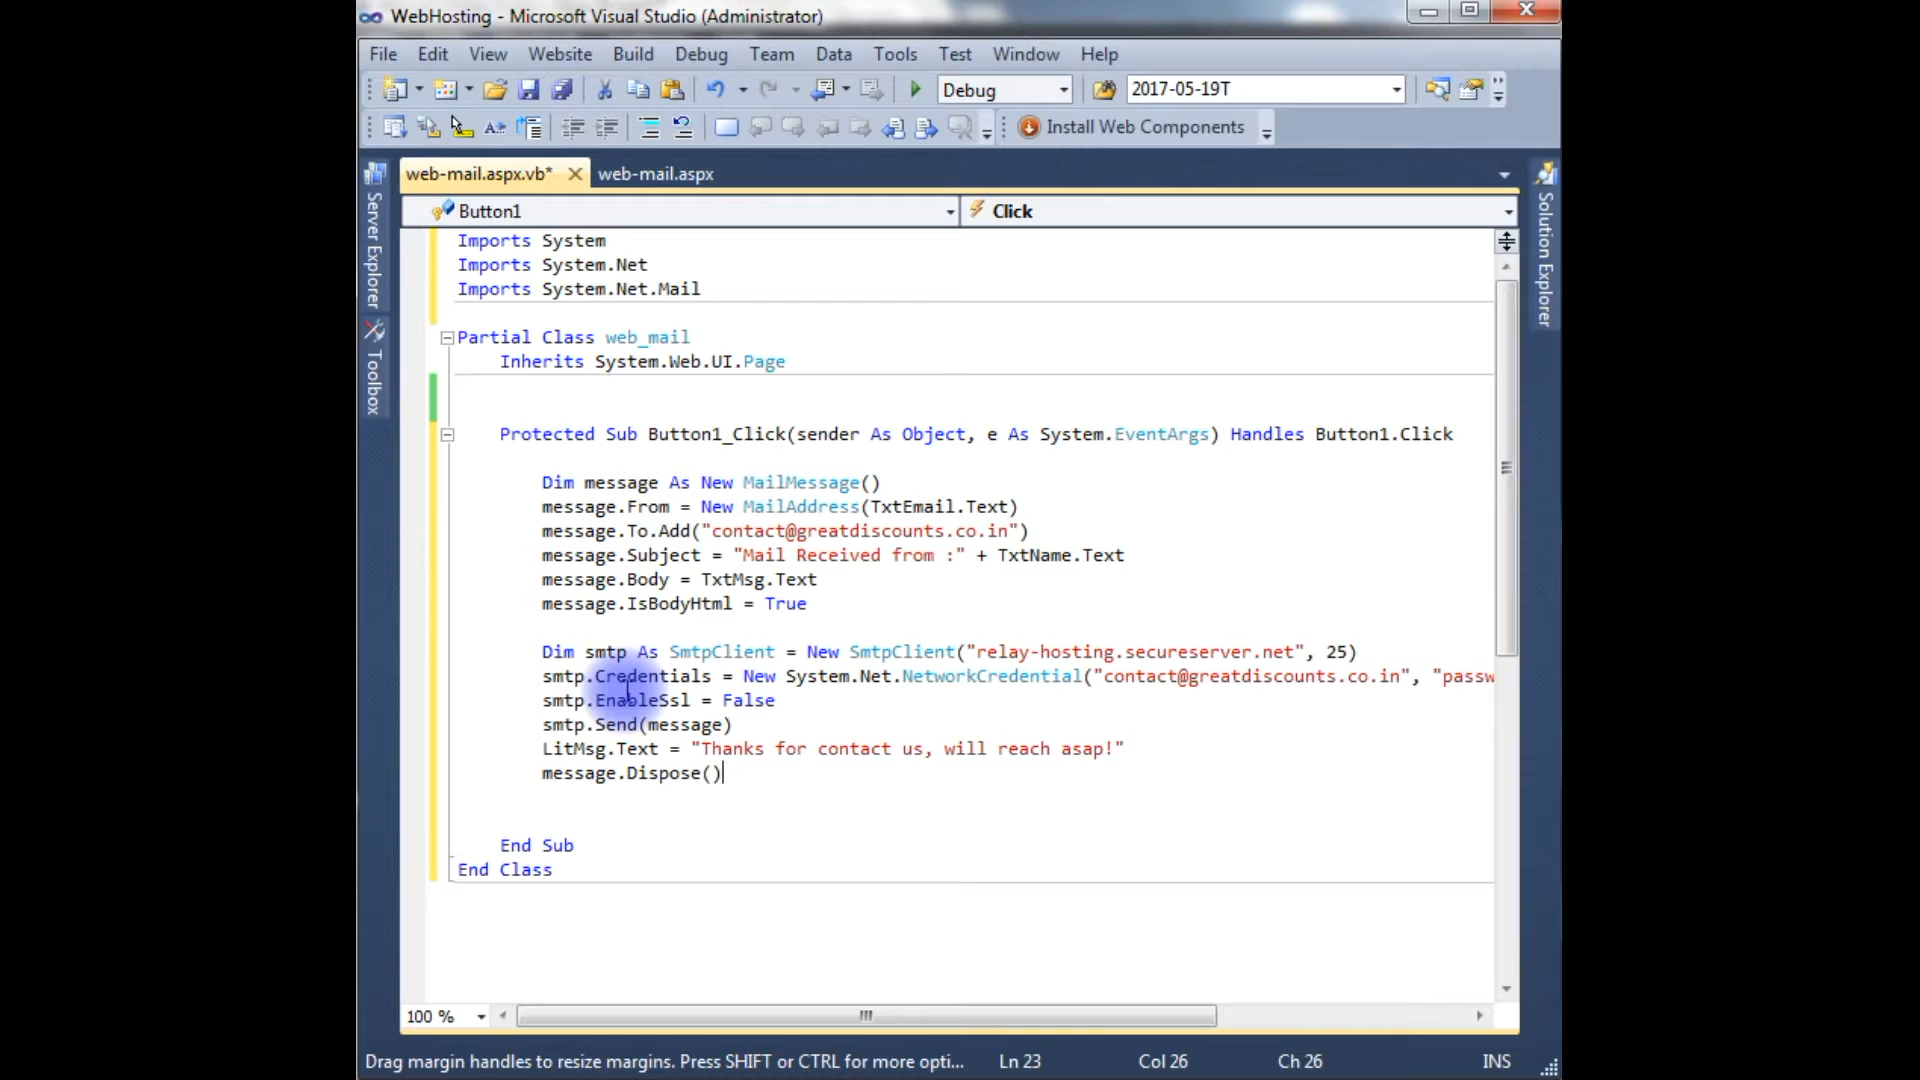 WebHosting - Microsoft Visual Studio (Administrator)
File Edit View Website Build Debug Team Data Tools Test Window Help
Debug 2017-05-19T
Install Web Components
web-mail.aspx.vb* web-mail.aspx
Button1 Click
Server Explorer
Toolbox
Solution Explorer
Imports System
Imports System.Net
Imports System.Net.Mail
Partial Class web_mail
Inherits System.Web.UI.Page
Protected Sub Button1_Click(sender As Object, e As System.EventArgs) Handles Button1.Click
Dim message As New MailMessage()
message.From = New MailAddress(TxtEmail.Text)
message.To.Add("contact@greatdiscounts.co.in")
message.Subject = "Mail Received from :" + TxtName.Text
message.Body = TxtMsg.Text
message.IsBodyHtml = True
Dim smtp As SmtpClient = New SmtpClient("relay-hosting.secureserver.net", 25)
smtp.Credentials = New System.Net.NetworkCredential("contact@greatdiscounts.co.in", "passw
smtp.EnableSsl = False
smtp.Send(message)
LitMsg.Text = "Thanks for contact us, will reach asap!"
message.Dispose()
End Sub
End Class
100 %
Drag margin handles to resize margins. Press SHIFT or CTRL for more opti... Ln 23 Col 26 Ch 26 INS